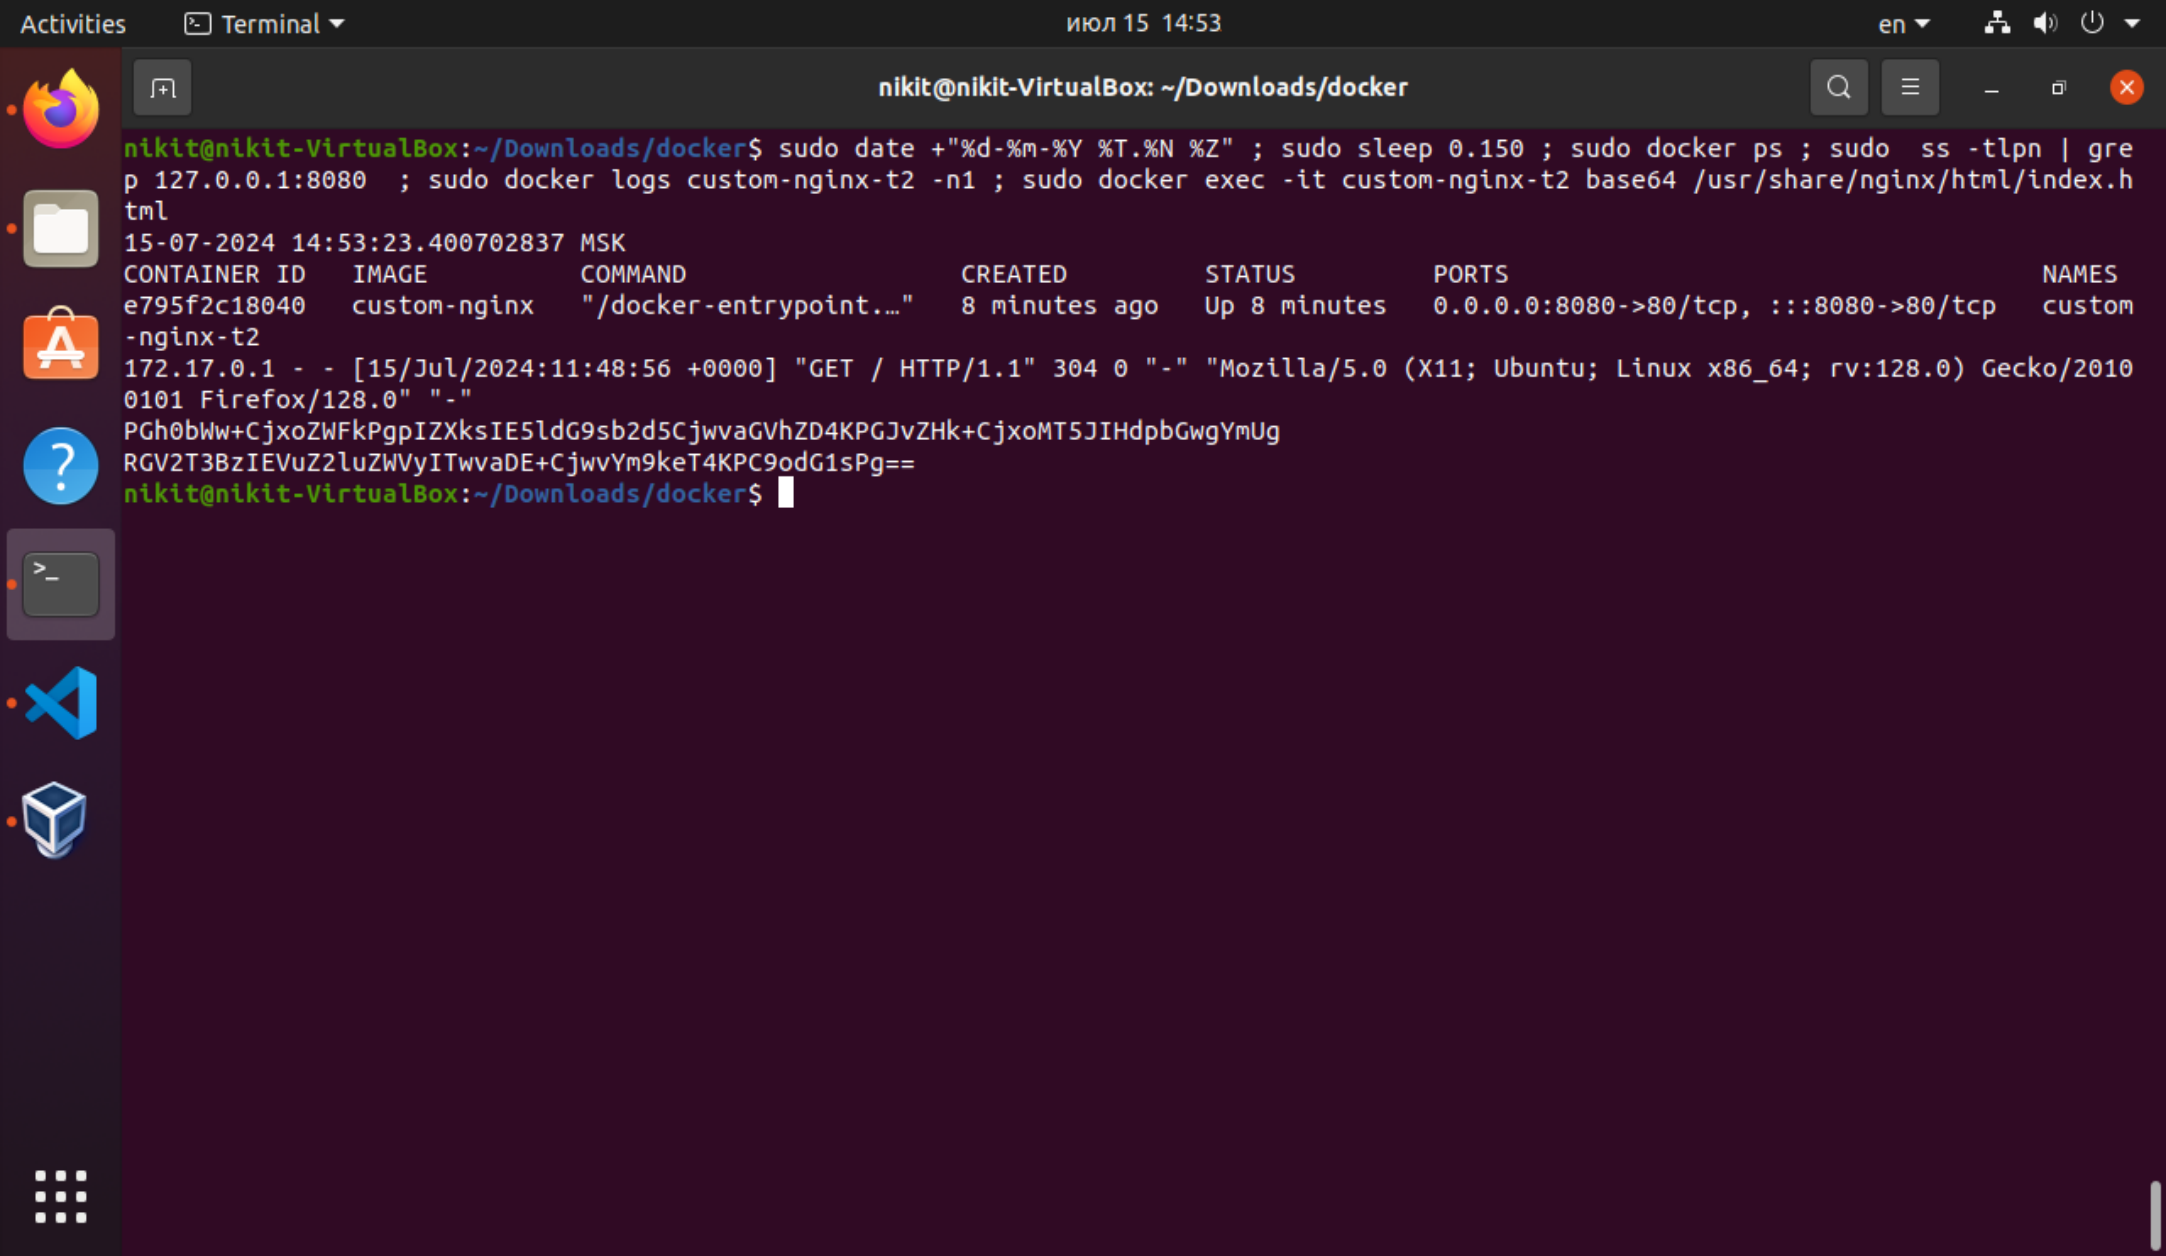 Activities Terminal июл 15 14:53 en
nikit@nikit-VirtualBox: ~/Downloads/docker
nikit@nikit-VirtualBox:~/Downloads/docker$ sudo date +"%d-%m-%Y %T.%N %Z" ; sudo sleep 0.150 ; sudo docker ps ; sudo  ss -tlpn | gre
p 127.0.0.1:8080  ; sudo docker logs custom-nginx-t2 -n1 ; sudo docker exec -it custom-nginx-t2 base64 /usr/share/nginx/html/index.h
tml
15-07-2024 14:53:23.400702837 MSK
CONTAINER ID   IMAGE          COMMAND                  CREATED         STATUS         PORTS                                   NAMES
e795f2c18040   custom-nginx   "/docker-entrypoint.…"   8 minutes ago   Up 8 minutes   0.0.0.0:8080->80/tcp, :::8080->80/tcp   custom
-nginx-t2
172.17.0.1 - - [15/Jul/2024:11:48:56 +0000] "GET / HTTP/1.1" 304 0 "-" "Mozilla/5.0 (X11; Ubuntu; Linux x86_64; rv:128.0) Gecko/2010
0101 Firefox/128.0" "-"
PGh0bWw+CjxoZWFkPgpIZXksIE5ldG9sb2d5CjwvaGVhZD4KPGJvZHk+CjxoMT5JIHdpbGwgYmUg
RGV2T3BzIEVuZ2luZWVyITwvaDE+CjwvYm9keT4KPC9odG1sPg==
nikit@nikit-VirtualBox:~/Downloads/docker$